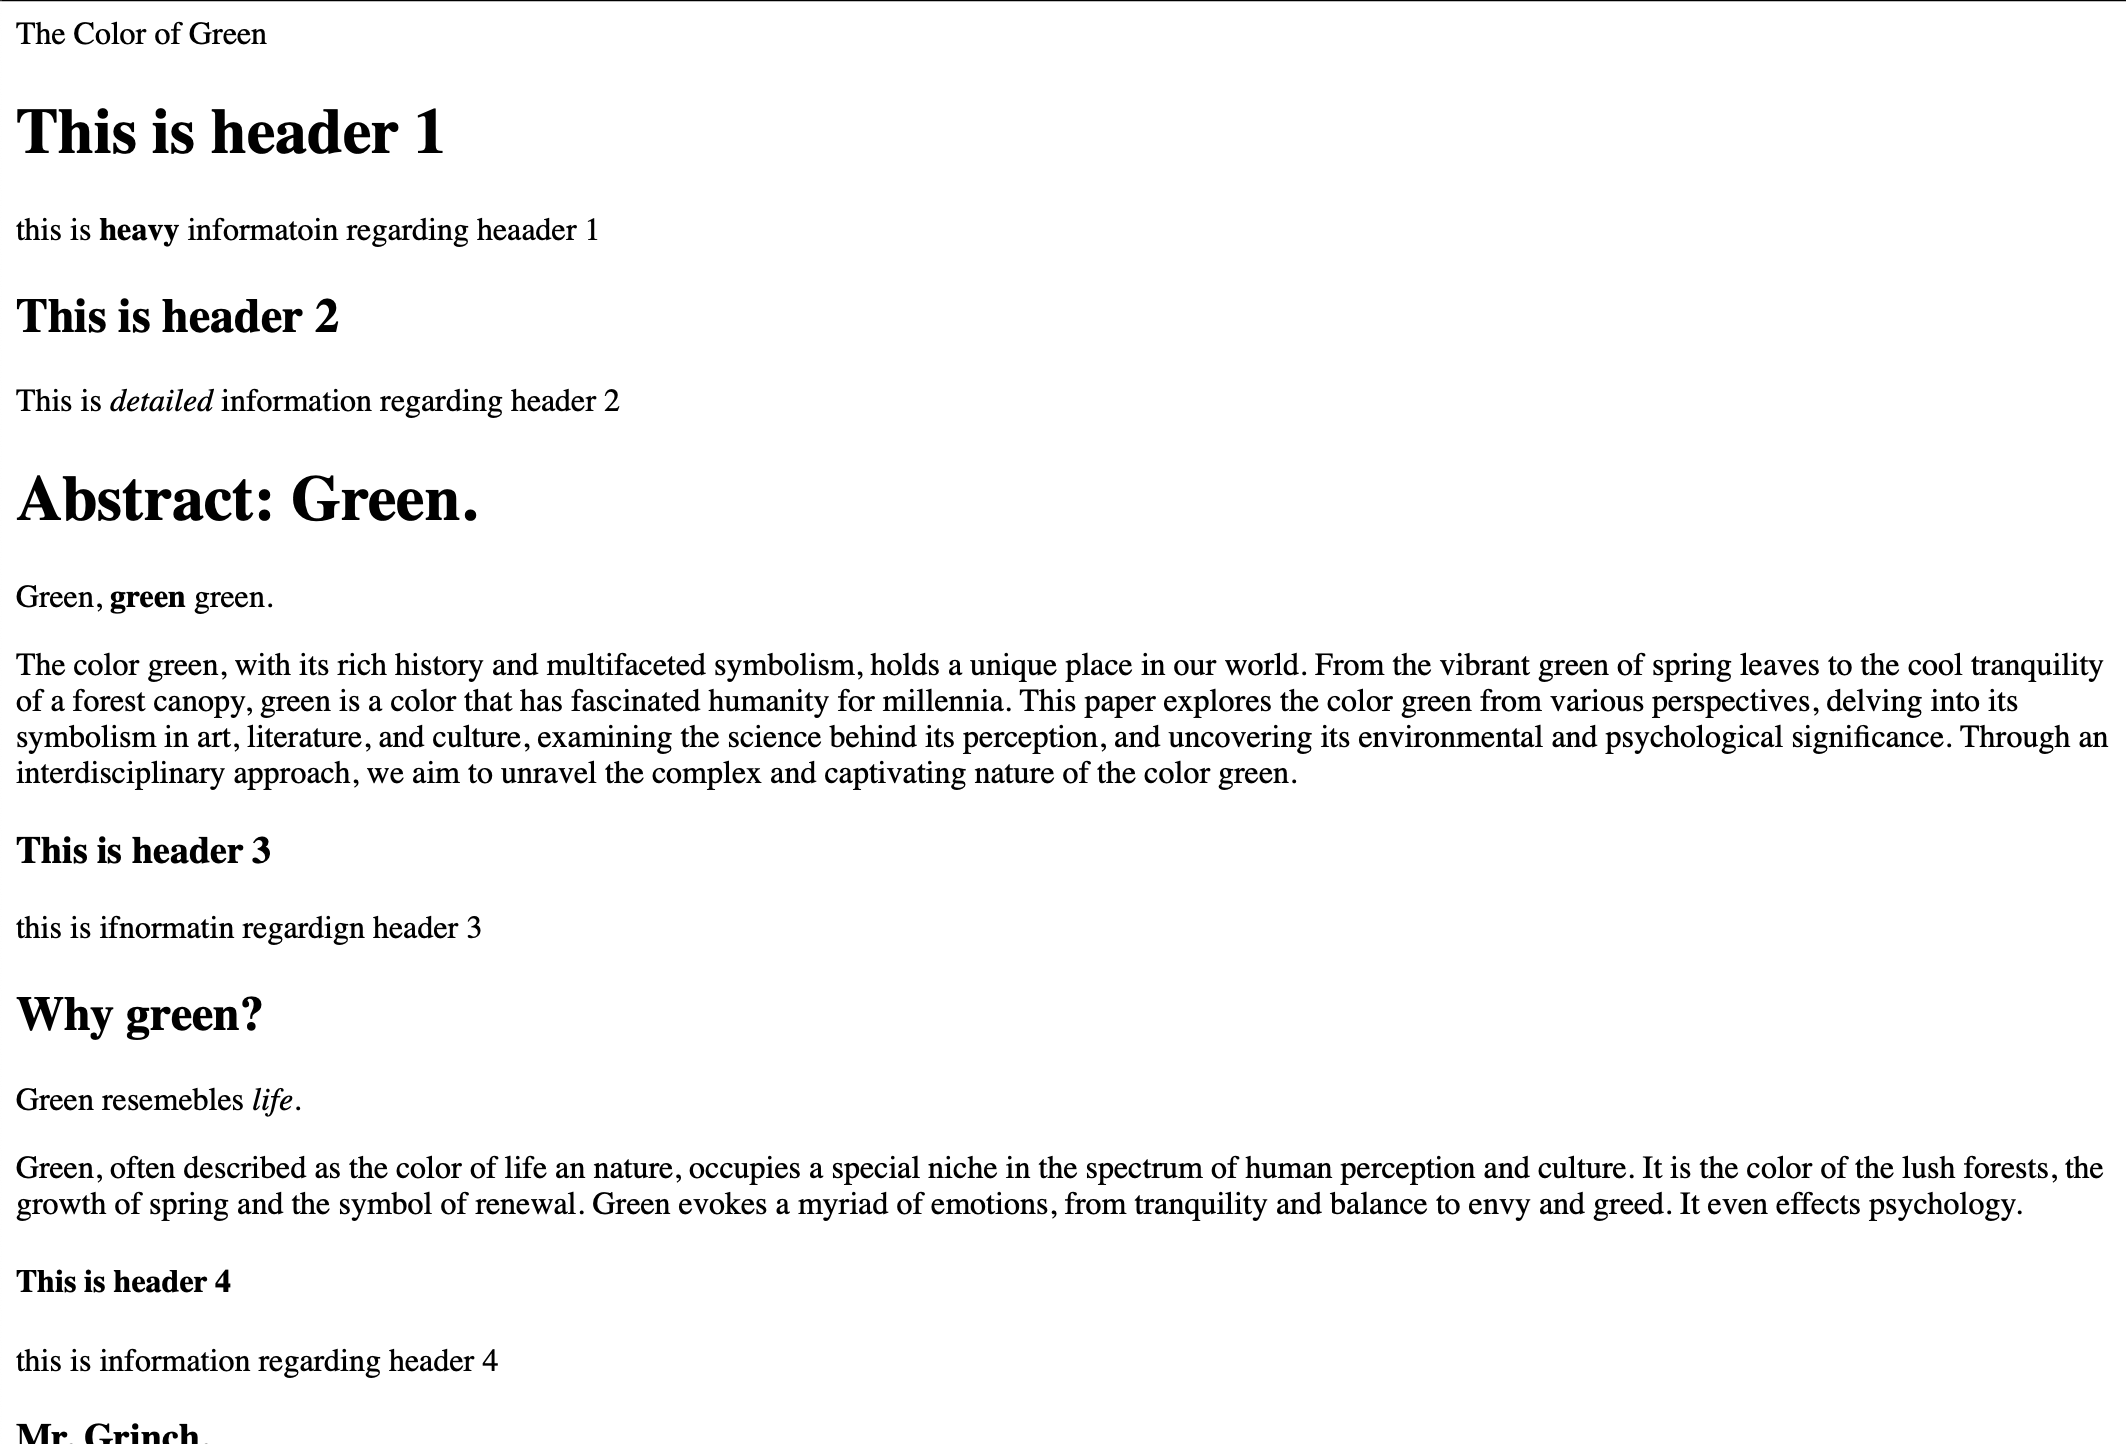 The Color of Green
This is header 1
this is heavy informatoin regarding heaader 1
This is header 2
This is detailed information regarding header 2
Abstract: Green.
Green, green green.
The color green, with its rich history and multifaceted symbolism, holds a unique place in our world. From the vibrant green of spring leaves to the cool tranquility
of a forest canopy, green is a color that has fascinated humanity for millennia. This paper explores the color green from various perspectives, delving into its
symbolism in art, literature, and culture, examining the science behind its perception, and uncovering its environmental and psychological significance. Through an
interdisciplinary approach, we aim to unravel the complex and captivating nature of the color green.
This is header 3
this is ifnormatin regardign header 3
Why green?
Green resemebles life.
Green, often described as the color of life an nature, occupies a special niche in the spectrum of human perception and culture. It is the color of the lush forests, the
growth of spring and the symbol of renewal. Green evokes a myriad of emotions, from tranquility and balance to envy and greed. It even effects psychology.
This is header 4
this is information regarding header 4
Mr. Grinch.